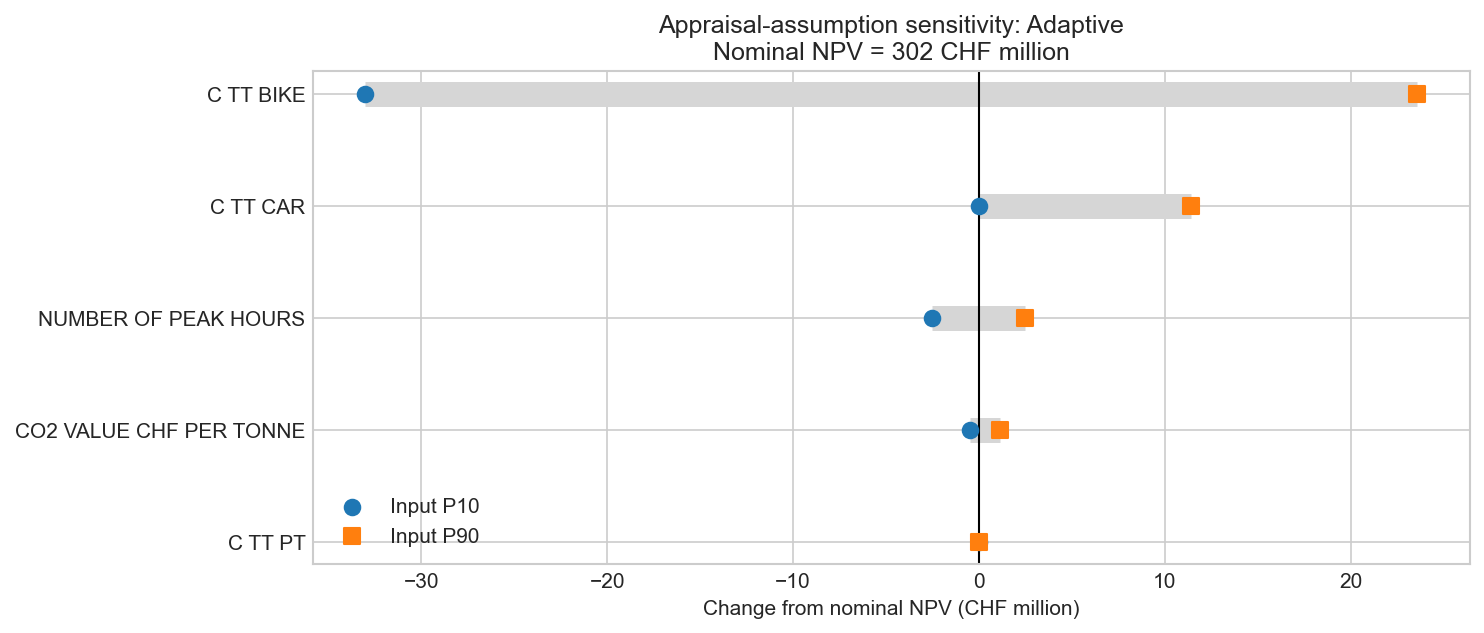 Appraisal-assumption sensitivity: Adaptive
Nominal NPV = 302 CHF million
C TT BIKE
C TT CAR
NUMBER OF PEAK HOURS
CO2 VALUE CHF PER TONNE
C TT PT
Input P10
Input P90
−30 −20 −10 0 10 20
Change from nominal NPV (CHF million)